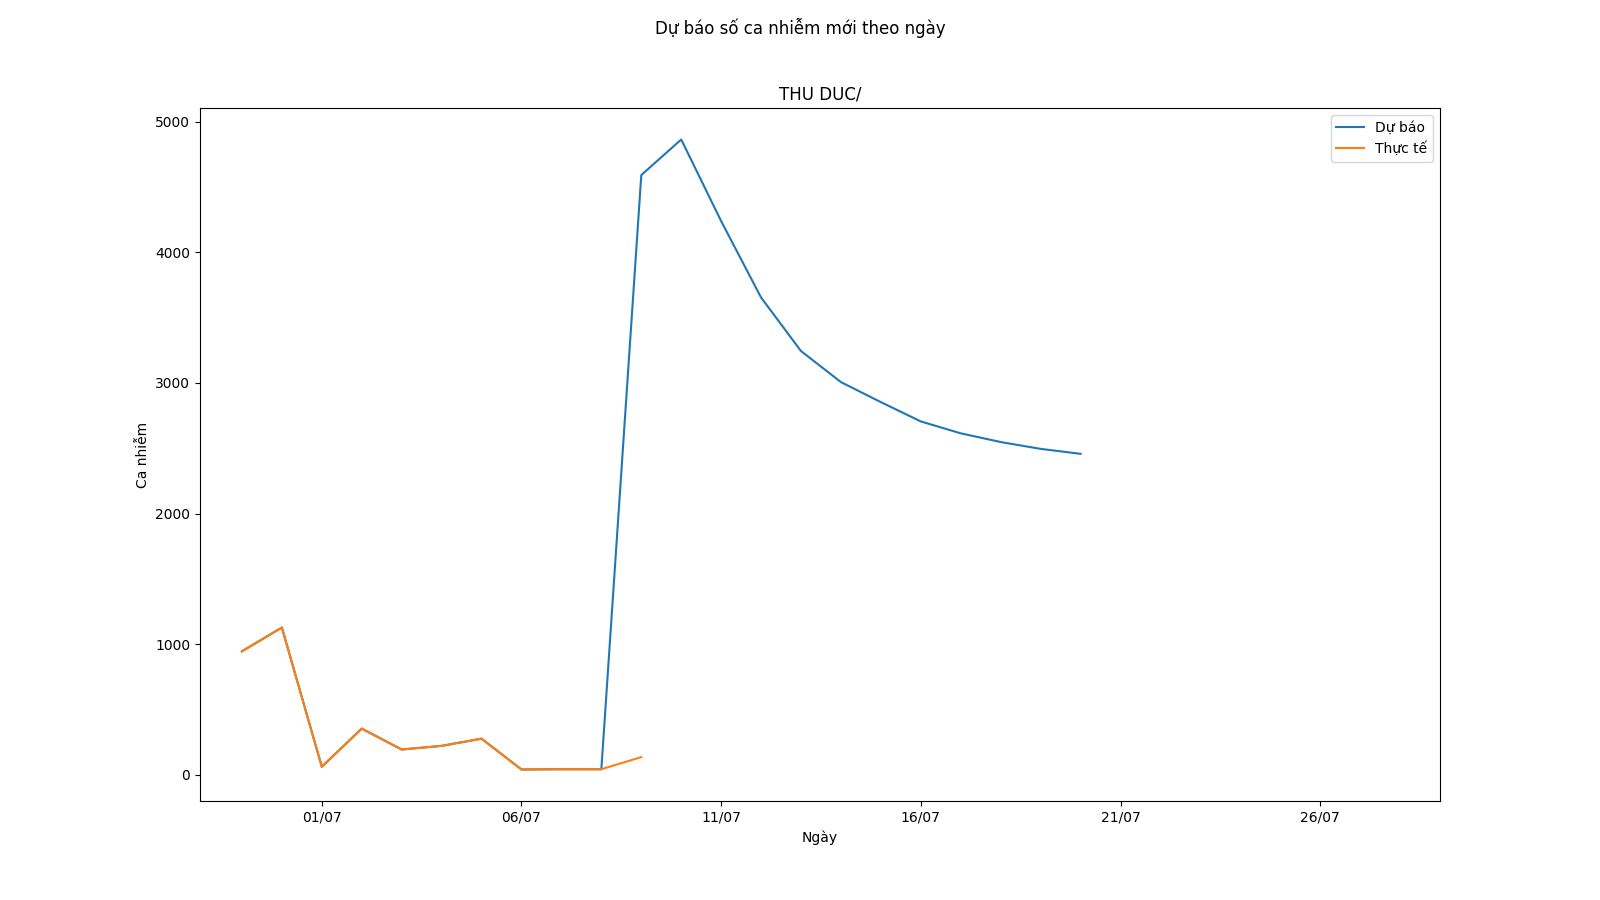 Dự báo số ca nhiễm mới theo ngày
THU DUC/
Dự báo
Thực tế
5000
4000
3000
2000
1000
0
Ca nhiễm
01/07
06/07
11/07
16/07
21/07
26/07
Ngày